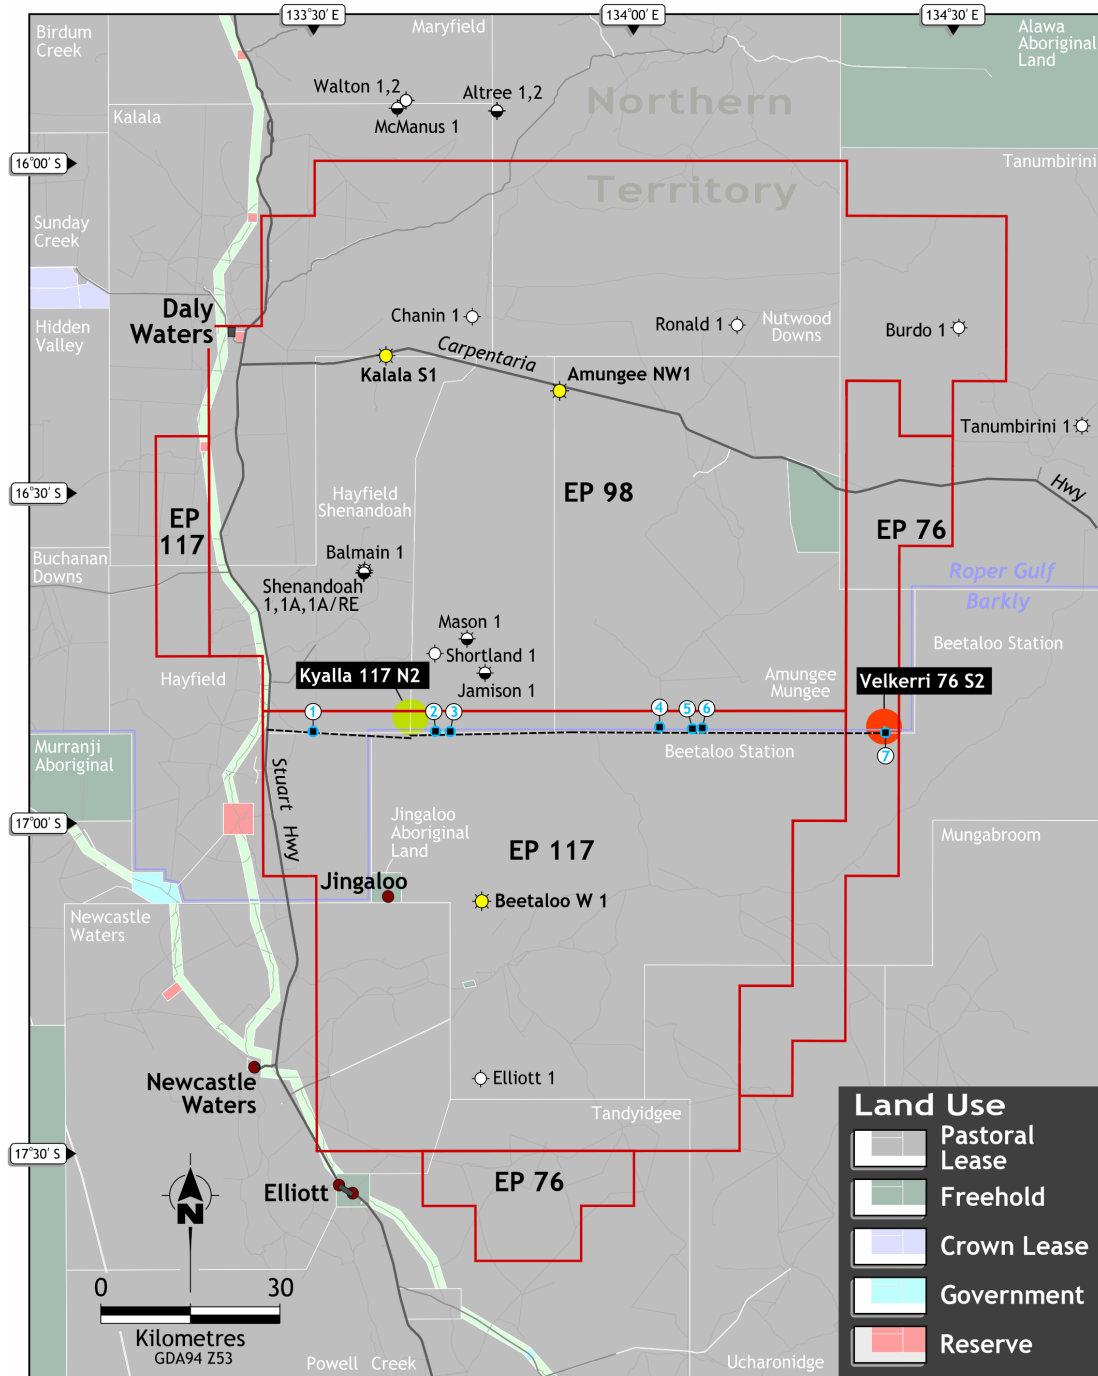 133°30' E
134°00' E
134°30' E
Birdum
Creek
Maryfield
Alawa
Aboriginal
Land
Walton 1,2
Altree 1,2
McManus 1
Kalala
Northern
Territory
16°00' S
Tanumbirini
Sunday
Creek
Daly
Waters
Hidden
Valley
Chanin 1
Ronald 1
Nutwood
Downs
Burdo 1
Carpentaria
Kalala S1
Amungee NW1
Tanumbirini 1
16°30' S
Hayfield
Shenandoah
EP 98
Hwy
EP
117
EP 76
Buchanan
Downs
Balmain 1
Shenandoah
1,1A,1A/RE
Roper Gulf
Barkly
Mason 1
Shortland 1
Jamison 1
Beetaloo Station
Hayfield
Kyalla 117 N2
Amungee
Mungee
Velkerri 76 S2
1
2
3
4
5
6
7
Murranji
Aboriginal
Beetaloo Station
Stuart Hwy
17°00' S
Jingaloo
Aboriginal
Land
EP 117
Mungabroom
Jingaloo
Beetaloo W 1
Newcastle
Waters
Newcastle
Waters
Elliott 1
Tandyidgee
17°30' S
Elliott
EP 76
N
0
30
Kilometres
GDA94 Z53
Powell Creek
Ucharonidge
Land Use
Pastoral
Lease
Freehold
Crown Lease
Government
Reserve